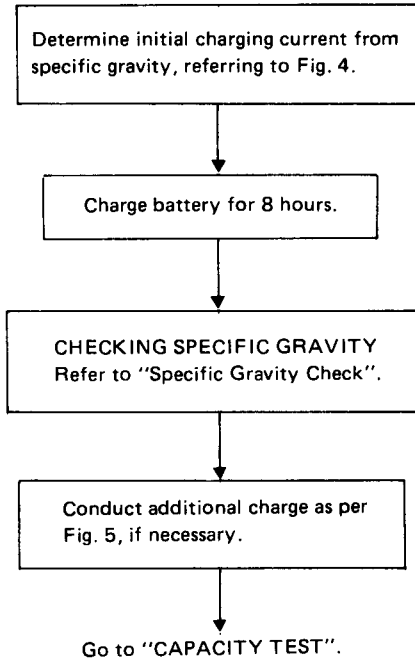 Determine initial charging current from
specific gravity, referring to Fig. 4.
Charge battery for 8 hours.
CHECKING SPECIFIC GRAVITY
Refer to "Specific Gravity Check".
Conduct additional charge as per
Fig. 5, if necessary.
Go to "CAPACITY TEST".